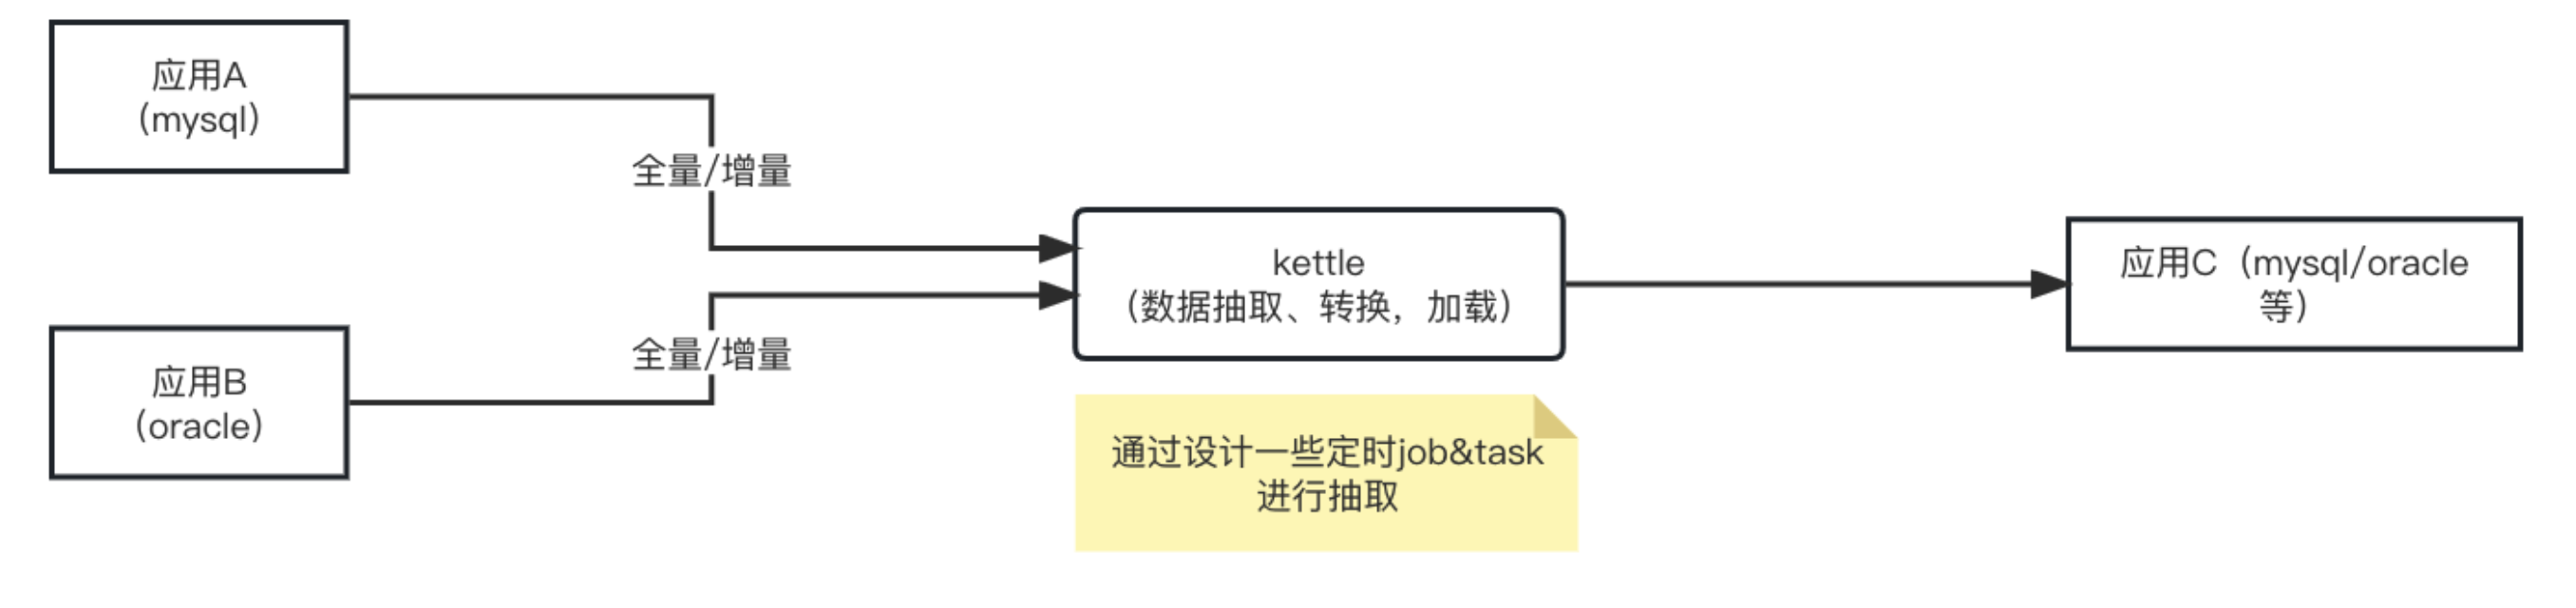 应用A
（mysql）
全量/增量
应用B
（oracle）
全量/增量
kettle
（数据抽取、转换，加载）
通过设计一些定时job&task
进行抽取
应用C（mysql/oracle
等）